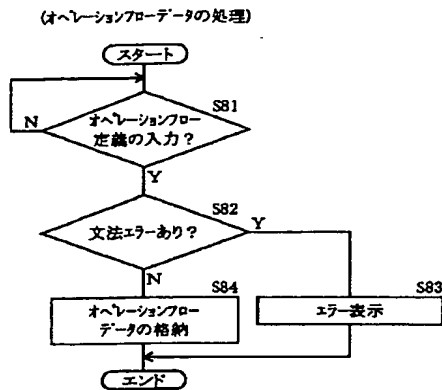 (オペレーションフローデータの処理)
スタート
S81
オペレーションフロー
定義の入力?
N
Y
S82
文法エラーあり?
Y
N
S84
オペレーションフロー
データの格納
S83
エラー表示
エンド